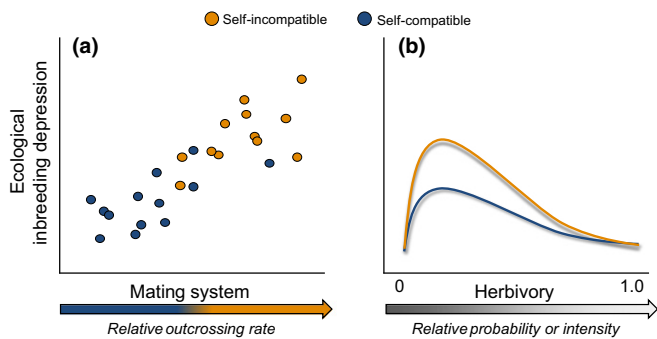 Self-incompatible
Self-compatible
(a)
(b)
Ecological
inbreeding depression
0
1.0
Mating system
Herbivory
Relative outcrossing rate
Relative probability or intensity